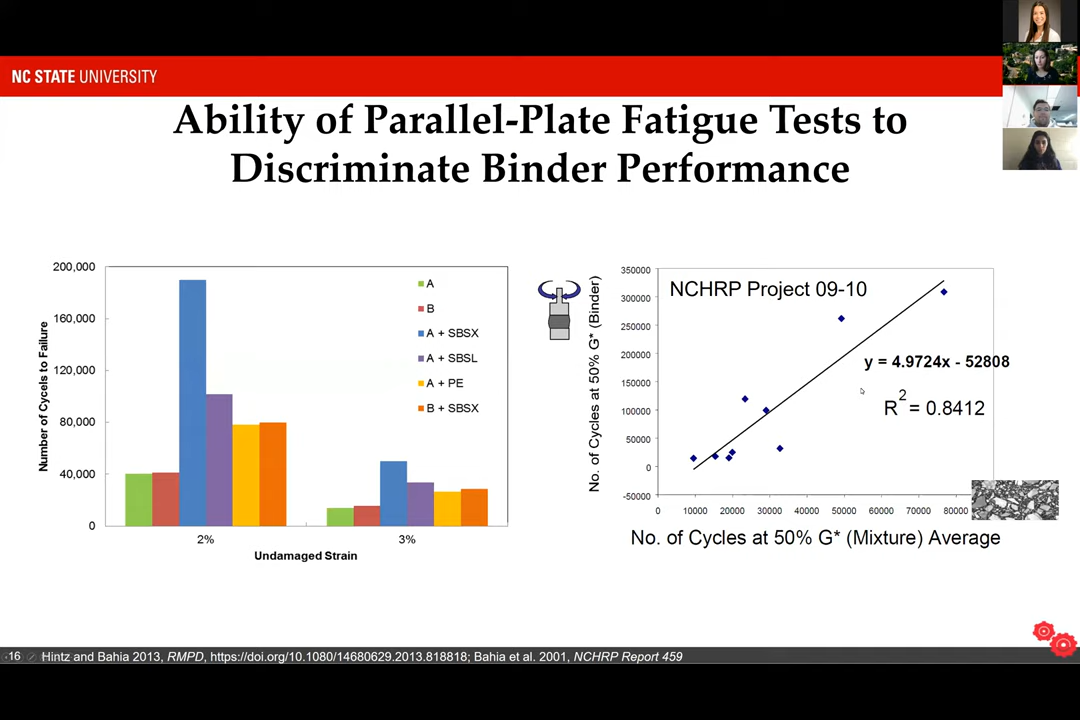 NC STATE UNIVERSITY
Ability of Parallel-Plate Fatigue Tests to
Discriminate Binder Performance
200,000
160,000
120,000
80,000
40,000
0
Number of Cycels to Failure
A
B
A + SBSX
A + SBSL
A + PE
B + SBSX
2%
3%
Undamaged Strain
No. of Cycles at 50% G* (Binder)
350000
300000
250000
200000
150000
100000
50000
0
-50000
NCHRP Project 09-10
y = 4.9724x - 52808
R2 = 0.8412
0 10000 20000 30000 40000 50000 60000 70000 80000
No. of Cycles at 50% G* (Mixture) Average
16 Hintz and Bahia 2013, RMPD, https://doi.org/10.1080/14680629.2013.818818; Bahia et al. 2001, NCHRP Report 459